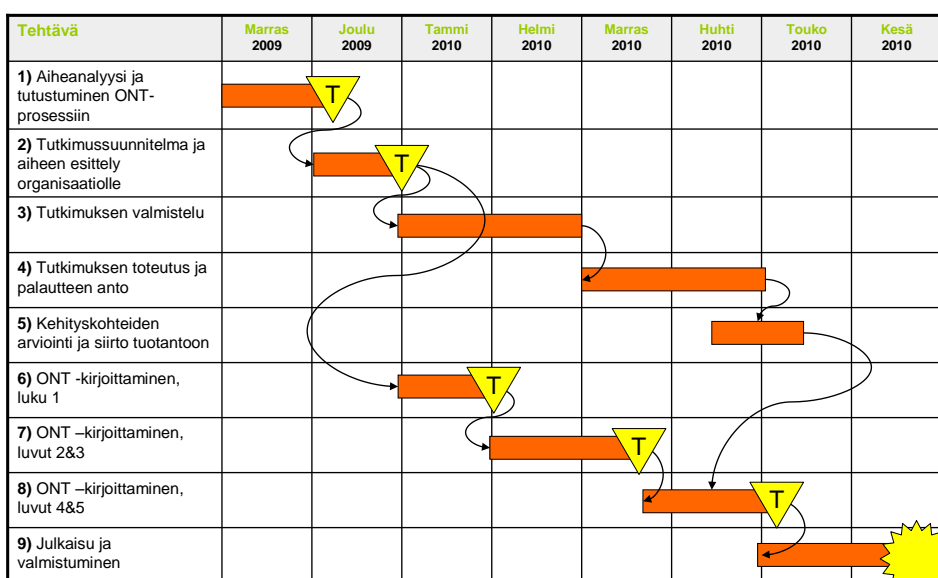 Tehtävä
Marras
2009
Joulu
2009
Tammi
2010
Helmi
2010
Marras
2010
Huhti
2010
Touko
2010
Kesä
2010
1) Aiheanalyysi ja
tutustuminen ONT-
prosessiin
T
2) Tutkimussuunnitelma ja
aiheen esittely
organisaatiolle
T
3) Tutkimuksen valmistelu
4) Tutkimuksen toteutus ja
palautteen anto
5) Kehityskohteiden
arviointi ja siirto tuotantoon
6) ONT -kirjoittaminen,
luku 1
T
7) ONT –kirjoittaminen,
luvut 2&3
T
8) ONT –kirjoittaminen,
luvut 4&5
T
9) Julkaisu ja
valmistuminen